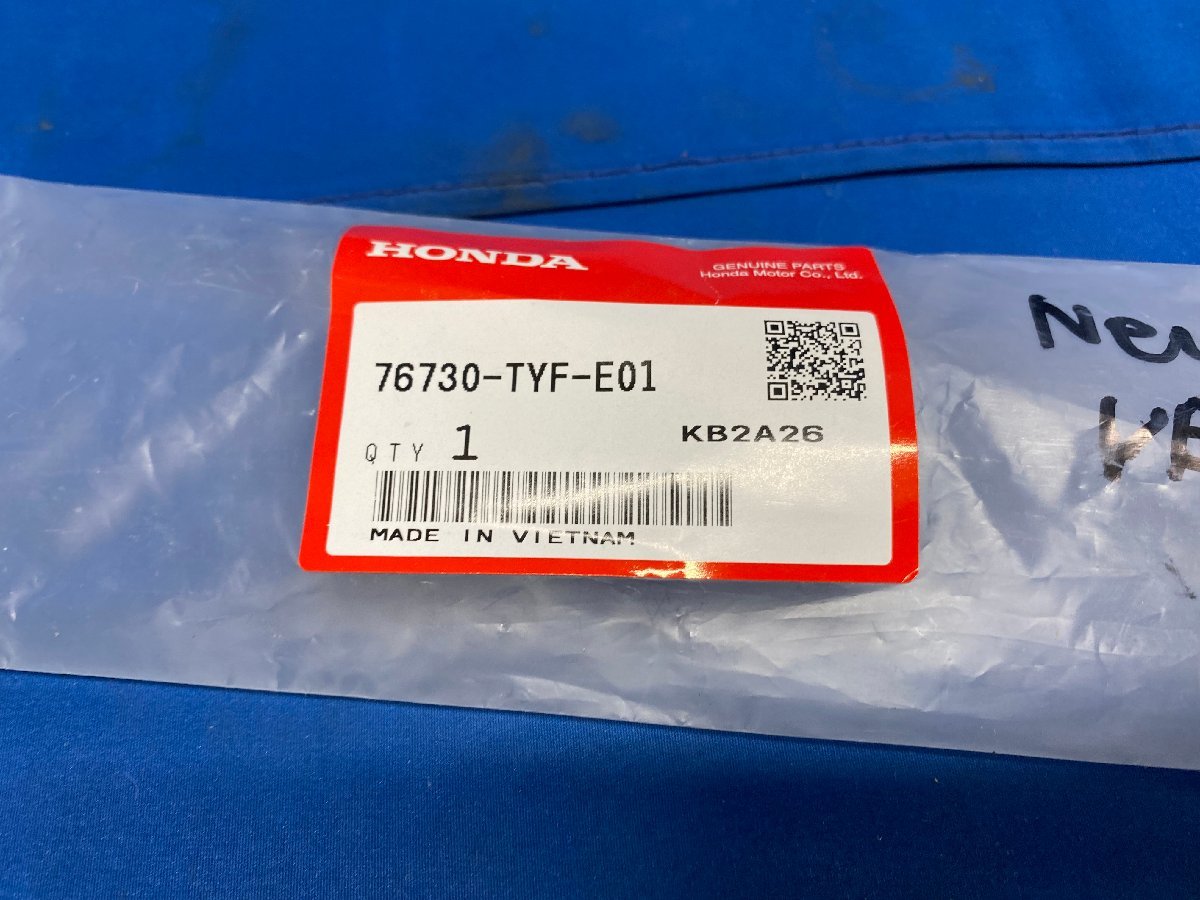 HONDA
GENUINE PARTS
Honda Motor Co., Ltd.
76730-TYF-E01
KB2A26
QTY 1
MADE IN VIETNAM